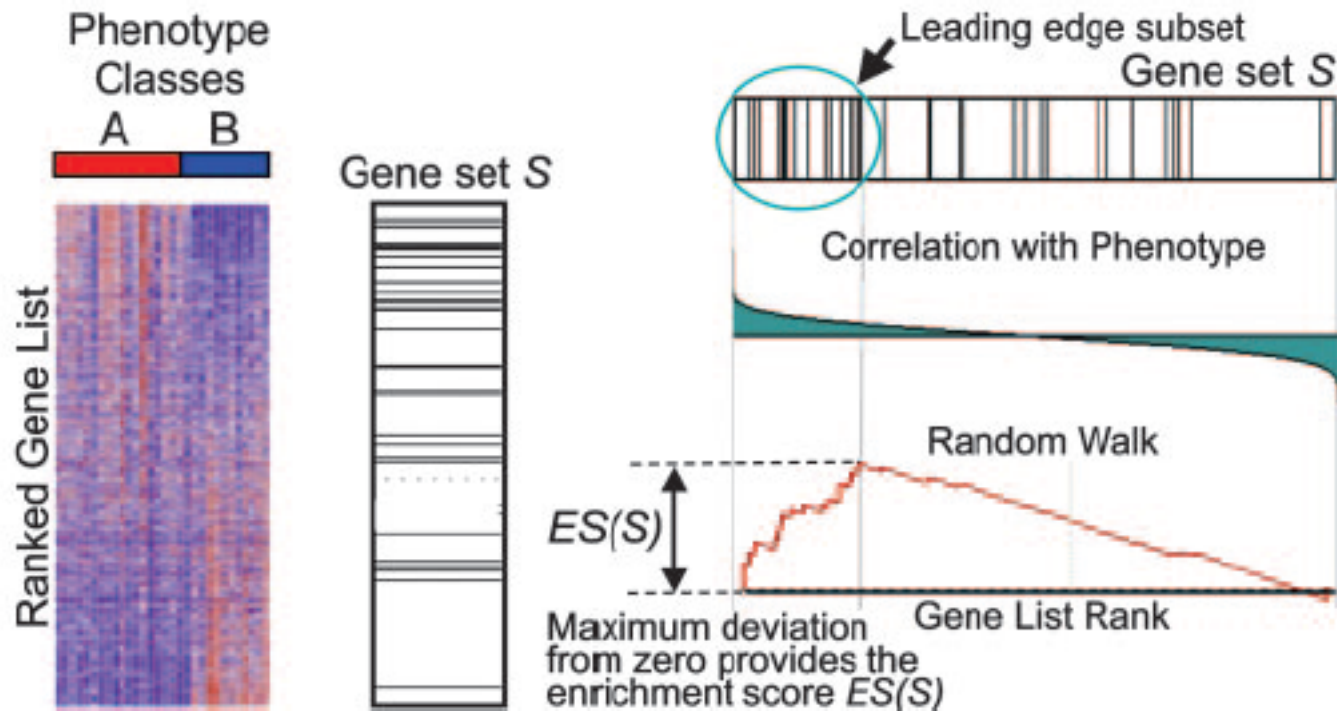 Phenotype
Classes
A B
Ranked Gene List
Gene set S
Leading edge subset
Gene set S
Correlation with Phenotype
Random Walk
ES(S)
Gene List Rank
Maximum deviation
from zero provides the
enrichment score ES(S)